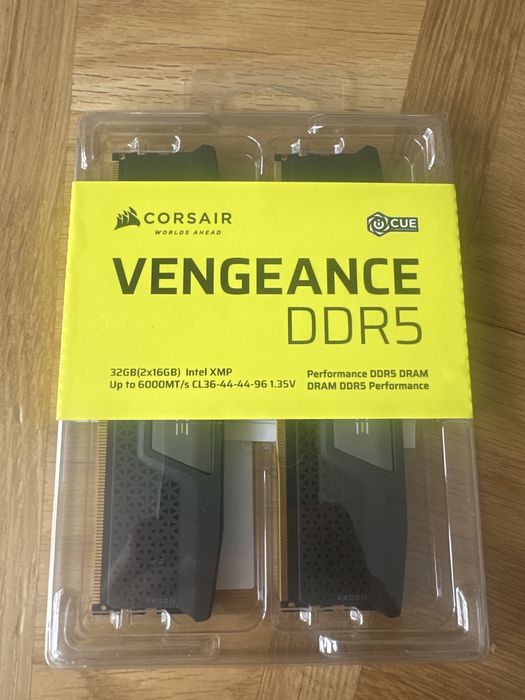 CORSAIR
WORLDS AHEAD
iCUE
VENGEANCE
DDR5
32GB(2x16GB) Intel XMP
Up to 6000MT/s CL36-44-44-96 1.35V
Performance DDR5 DRAM
DRAM DDR5 Performance